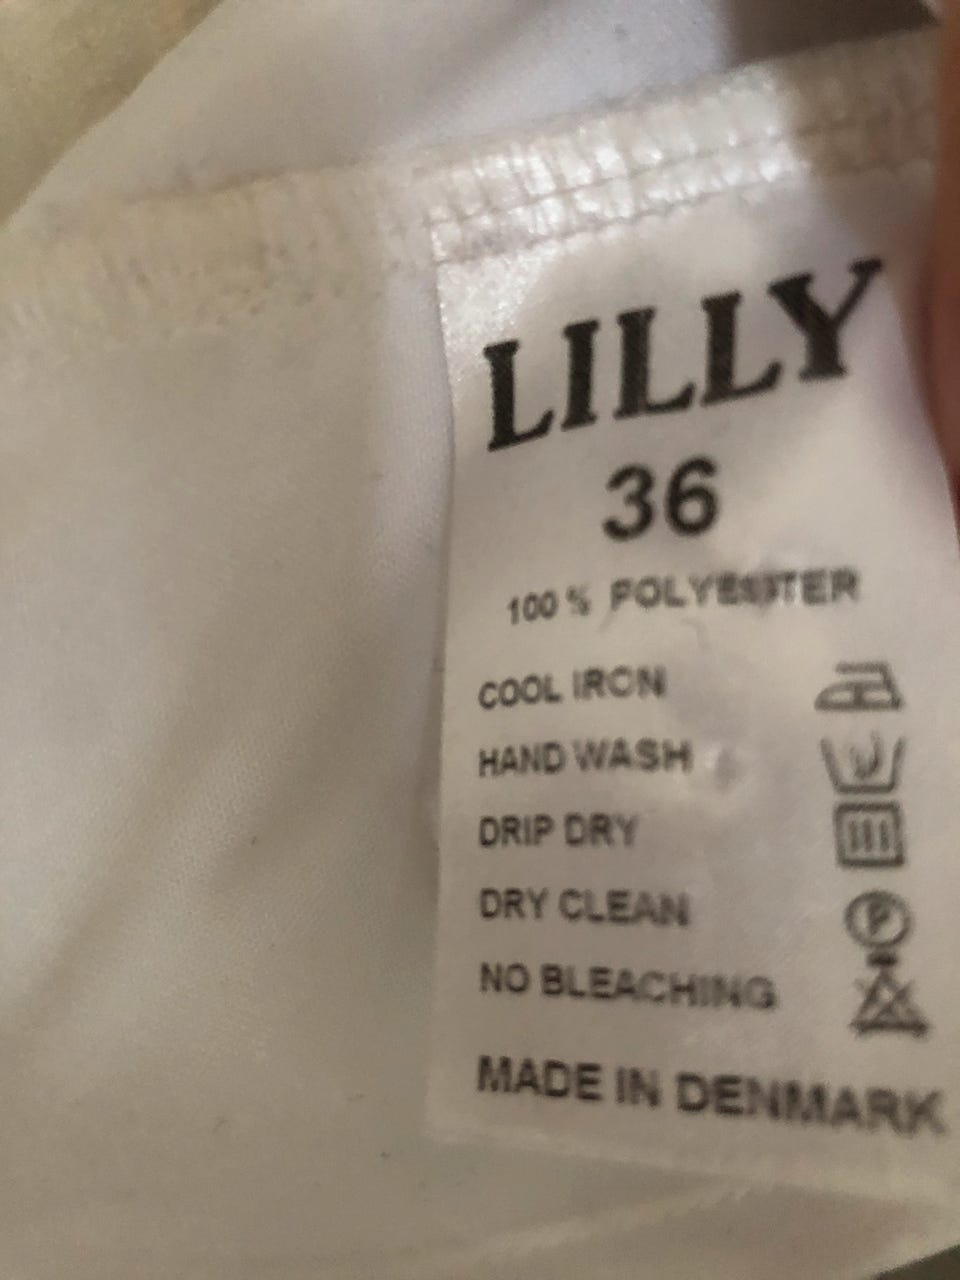 LILLY
36
100 % POLYESTER
COOL IRON
HAND WASH
DRIP DRY
DRY CLEAN
P
NO BLEACHING
MADE IN DENMARK